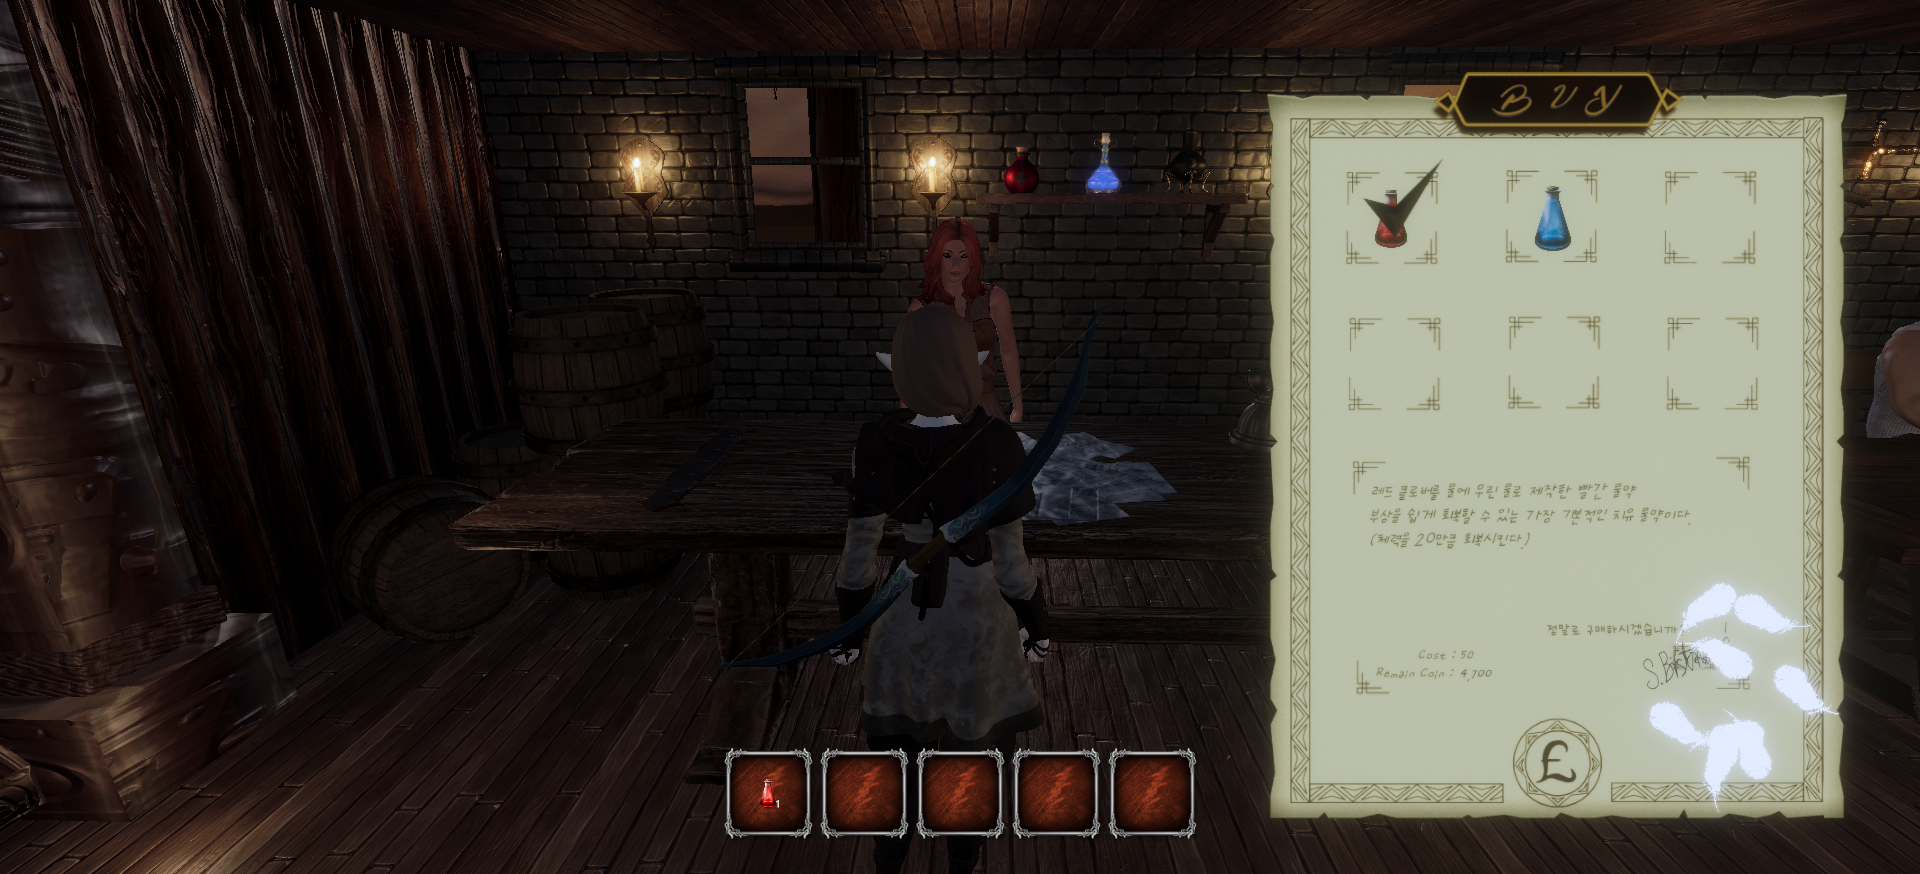 BUY
레드 클로버를 물에 우린 물로 제작한 빨간 물약
부상을 쉽게 회복할 수 있는 가장 기본적인 치유 물약이다.
(체력을 20만큼 회복시킨다.)
정말로 구매하시겠습니까
Cost : 50
Remain Coin : 4,700
£
1